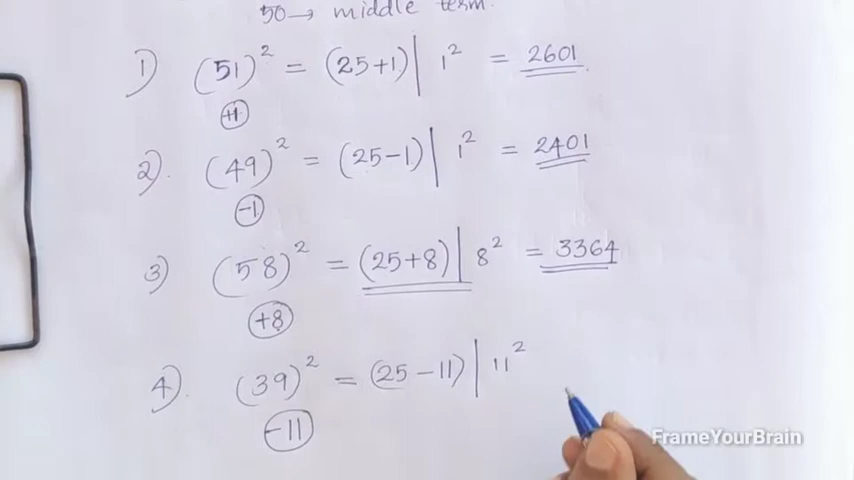 50 → middle term.
1) (51)² = (25+1) | 1² = 2601
+1
2). (49)² = (25-1) | 1² = 2401
-1
3) (58)² = (25+8) | 8² = 3364
+8
4). (39)² = (25-11) | 11²
-11
FrameYourBrain